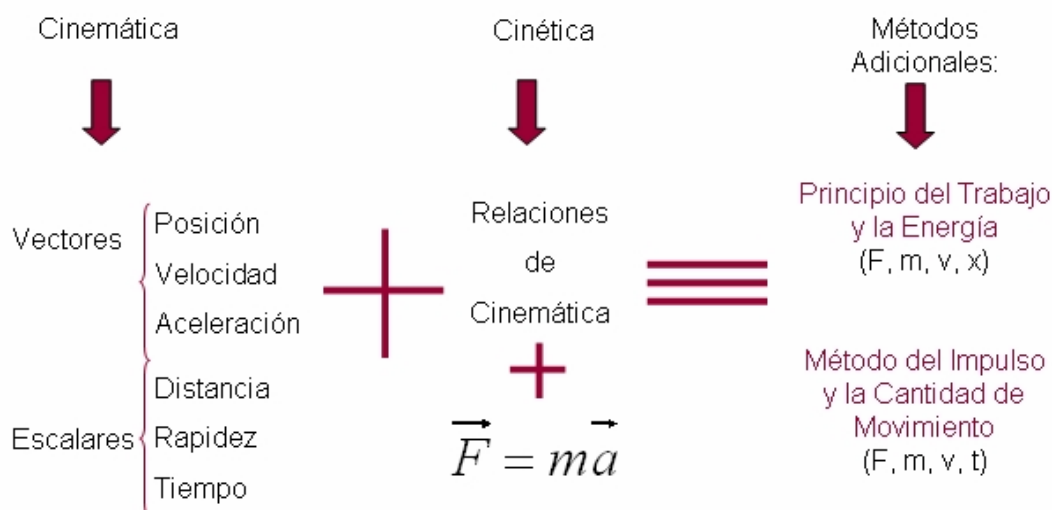 Cinemática
Vectores
Posición
Velocidad
Aceleración
Escalares
Distancia
Rapidez
Tiempo
Cinética
Relaciones
de
Cinemática
F = ma
Métodos
Adicionales:
Principio del Trabajo
y la Energía
(F, m, v, x)
Método del Impulso
y la Cantidad de
Movimiento
(F, m, v, t)